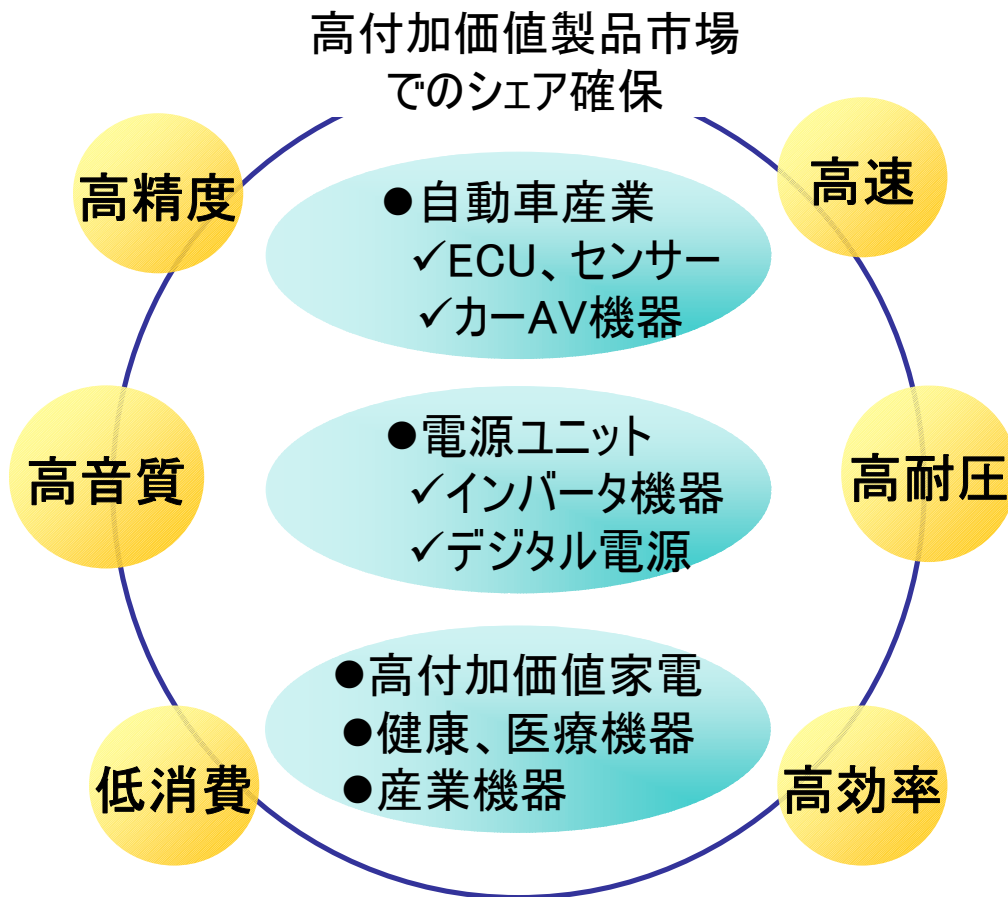 高付加価値製品市場
でのシェア確保
高精度
高速
●自動車産業
✓ECU、センサー
✓カーAV機器
高音質
高耐圧
●電源ユニット
✓インバータ機器
✓デジタル電源
低消費
高効率
●高付加価値家電
●健康、医療機器
●産業機器